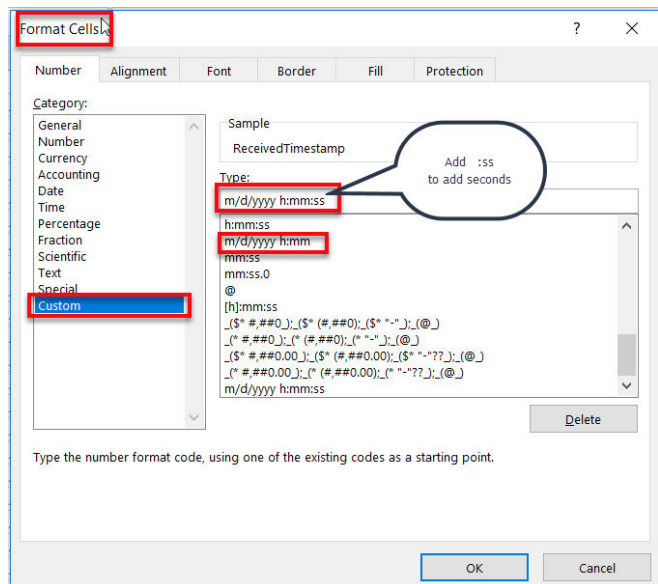 Format Cells
?
Number Alignment Font Border Fill Protection
Category:
General
Number
Currency
Accounting
Date
Time
Percentage
Fraction
Scientific
Text
Special
Custom
Sample
ReceivedTimestamp
Add :ss
to add seconds
Type:
m/d/yyyy h:mm:ss
h:mm:ss
m/d/yyyy h:mm
mm:ss
mm:ss.0
@
[h]:mm:ss
_($* #,##0_);_($* (#,##0);_($* "-"_);_(@_)
_(* #,##0_);_(* (#,##0);_(* "-"_);_(@_)
_($* #,##0.00_);_($* (#,##0.00);_($* "-"??_);_(@_)
_(* #,##0.00_);_(* (#,##0.00);_(* "-"??_);_(@_)
m/d/yyyy h:mm:ss
Delete
Type the number format code, using one of the existing codes as a starting point.
OK Cancel